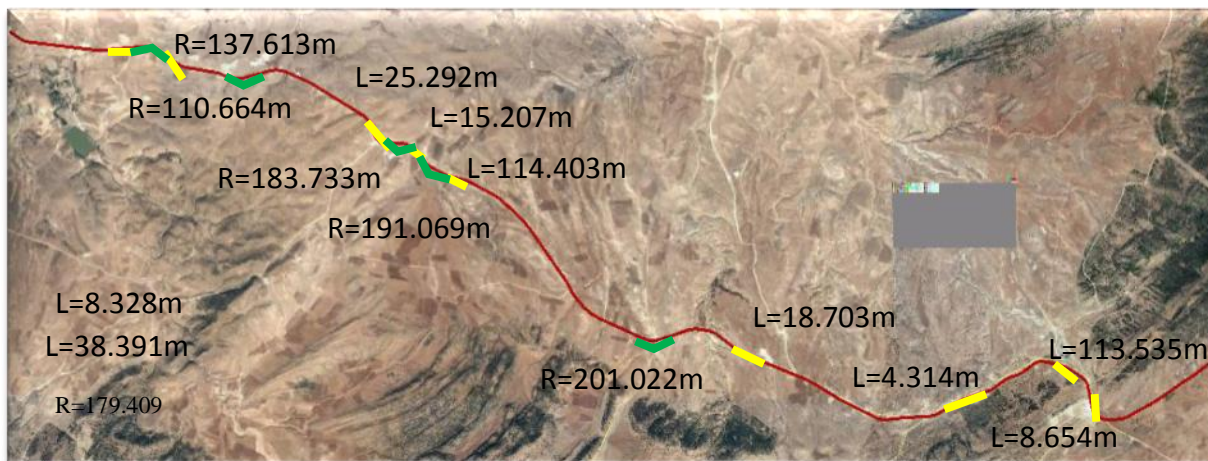 R=137.613m
L=25.292m
R=110.664m
L=15.207m
R=183.733m
L=114.403m
R=191.069m
L=8.328m
L=18.703m
L=38.391m
L=113.535m
R=201.022m
L=4.314m
R=179.409
L=8.654m